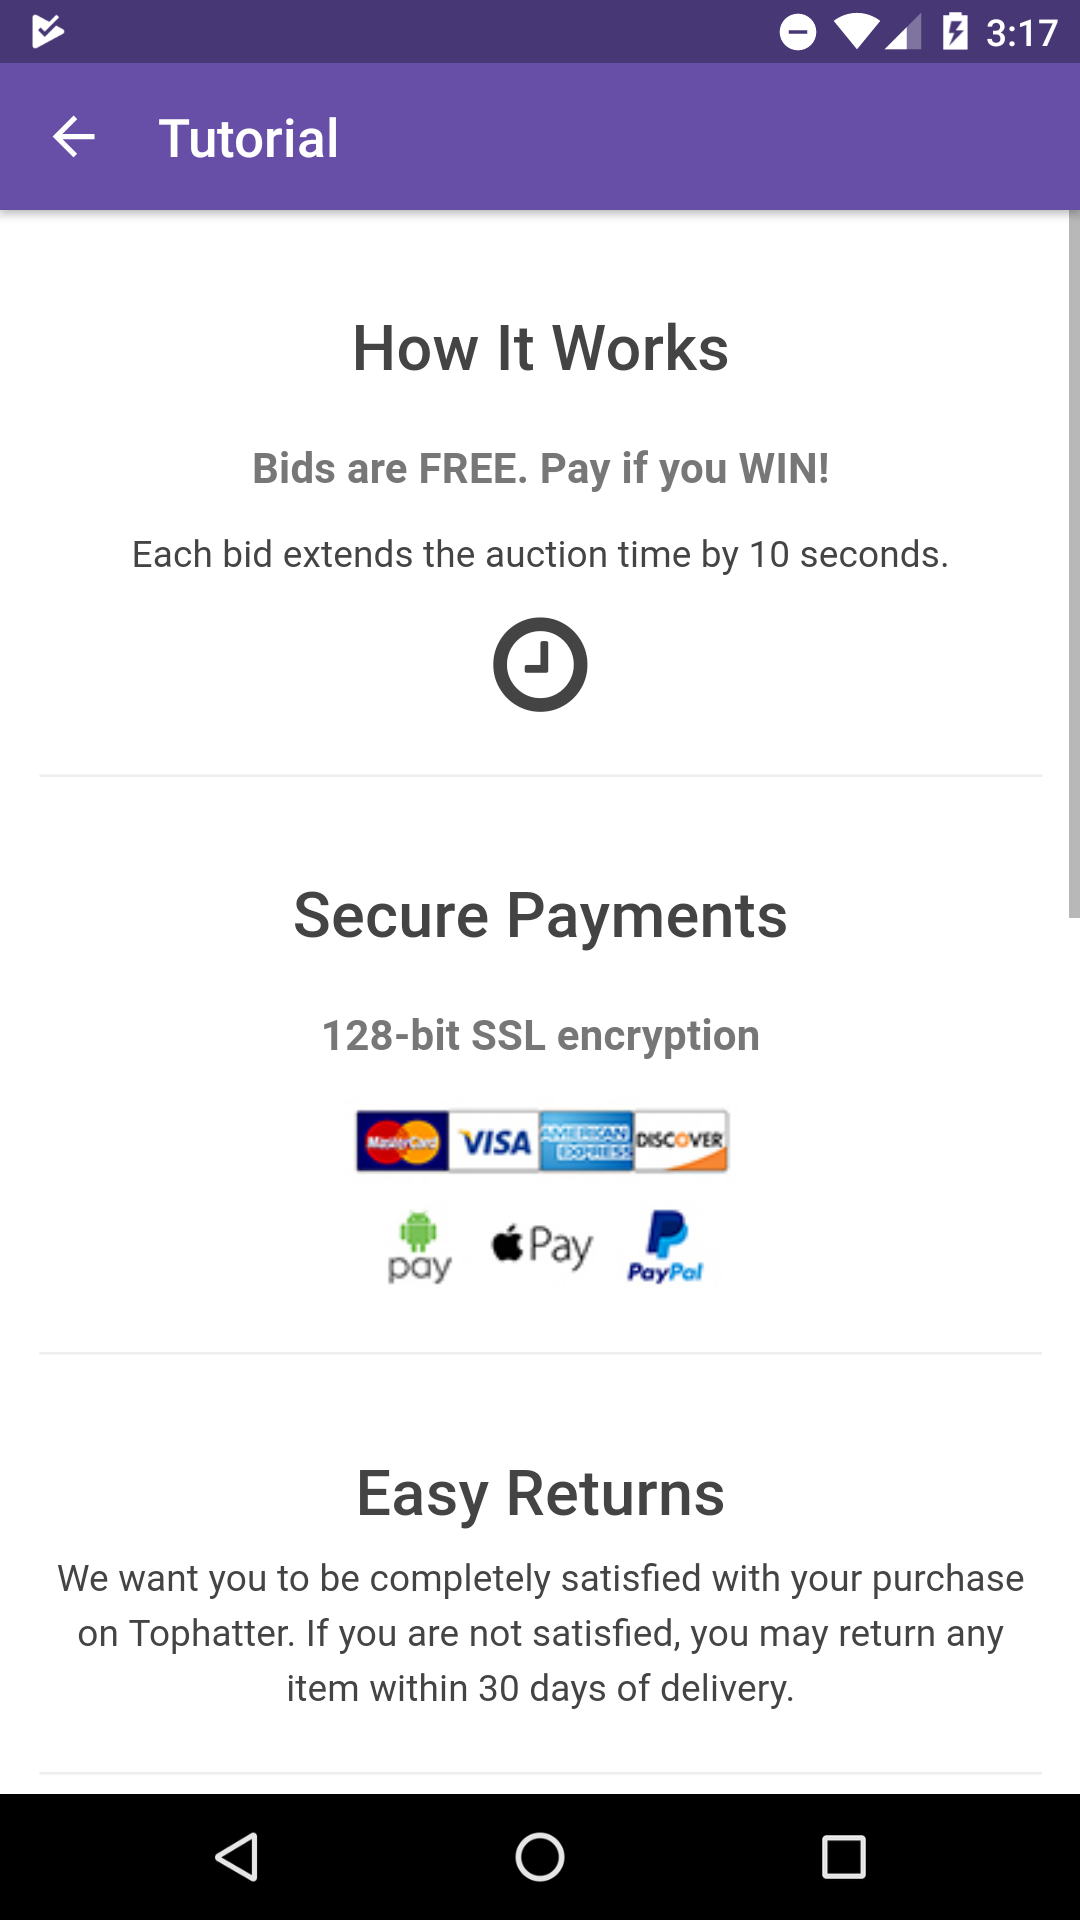 3:17
Tutorial
How It Works
Bids are FREE. Pay if you WIN!
Each bid extends the auction time by 10 seconds.
Secure Payments
128-bit SSL encryption
MasterCard VISA AMERICAN EXPRESS DISCOVER
pay Pay PayPal
Easy Returns
We want you to be completely satisfied with your purchase
on Tophatter. If you are not satisfied, you may return any
item within 30 days of delivery.